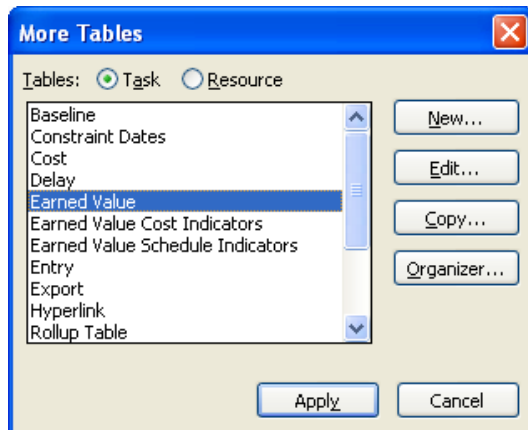 More Tables
Tables: Task Resource
Baseline
Constraint Dates
Cost
Delay
Earned Value
Earned Value Cost Indicators
Earned Value Schedule Indicators
Entry
Export
Hyperlink
Rollup Table
New...
Edit...
Copy...
Organizer...
Apply Cancel